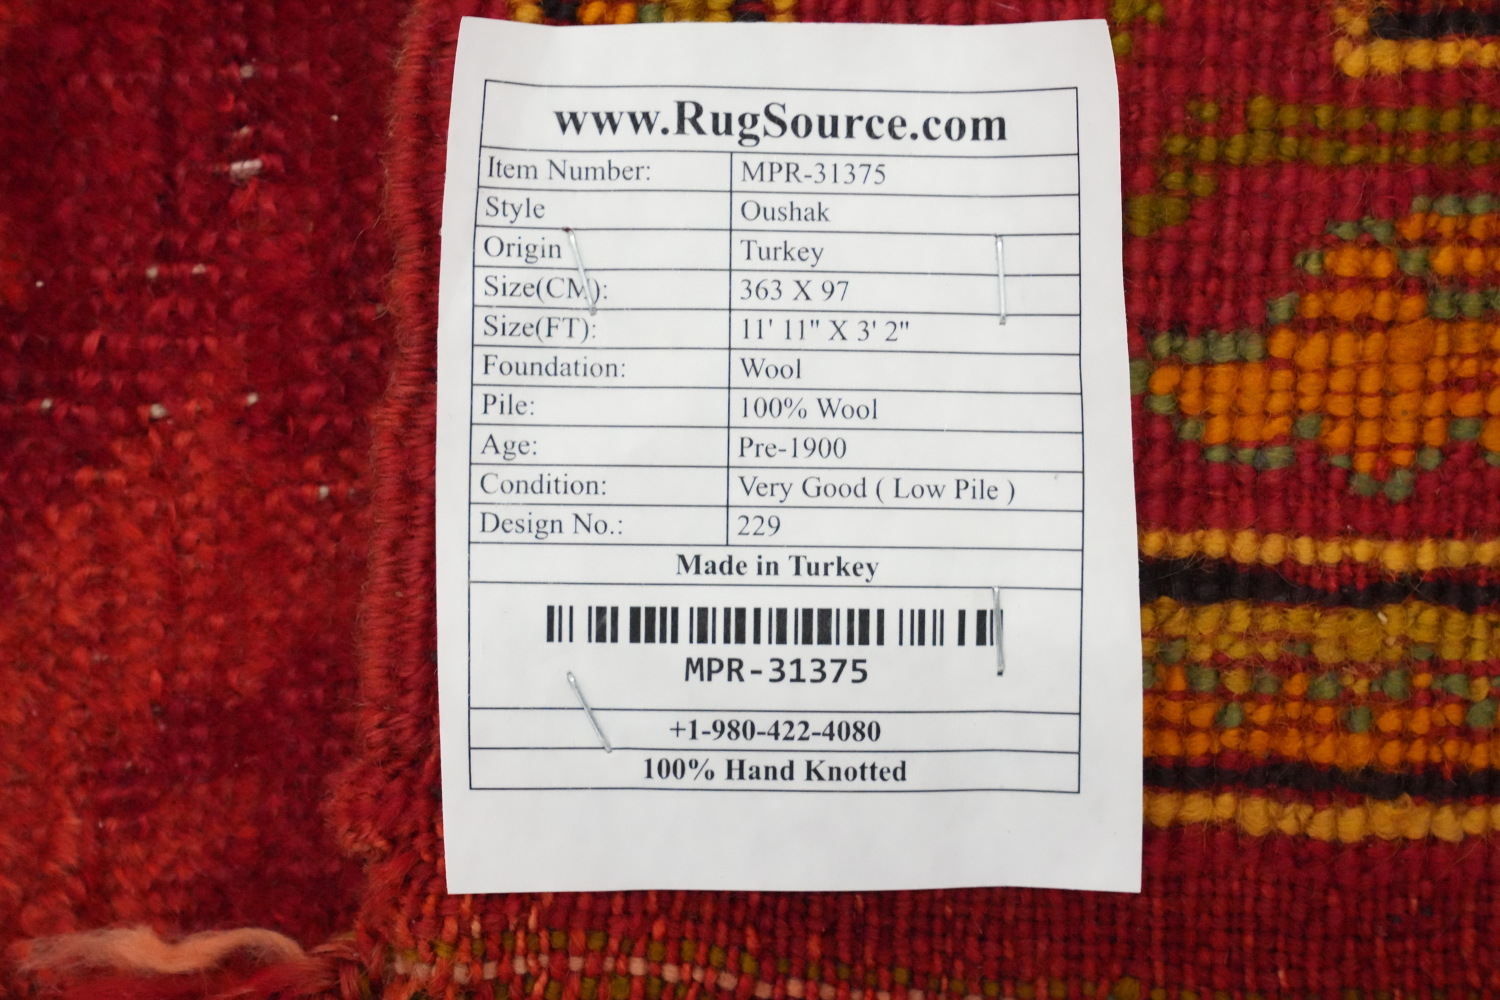 www.RugSource.com
Item Number: MPR-31375
Style Oushak
Origin Turkey
Size(CM): 363 X 97
Size(FT): 11' 11" X 3' 2"
Foundation: Wool
Pile: 100% Wool
Age: Pre-1900
Condition: Very Good ( Low Pile )
Design No.: 229
Made in Turkey
MPR-31375
+1-980-422-4080
100% Hand Knotted